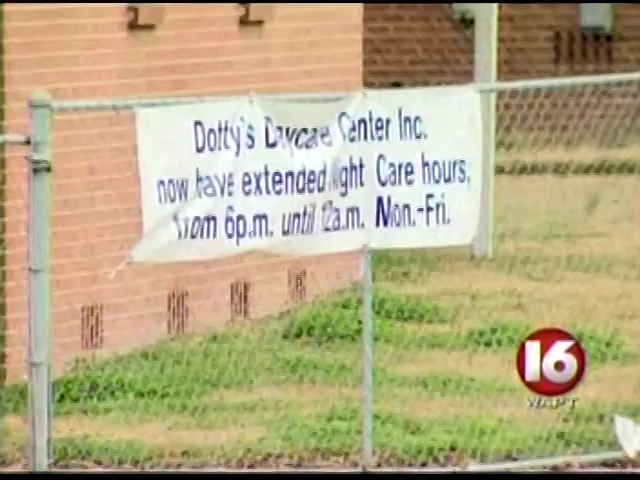 Dotty's Daycare Center Inc.
now have extended Night Care hours,
from 6p.m. until 12a.m. Mon.-Fri.
16
WAPT